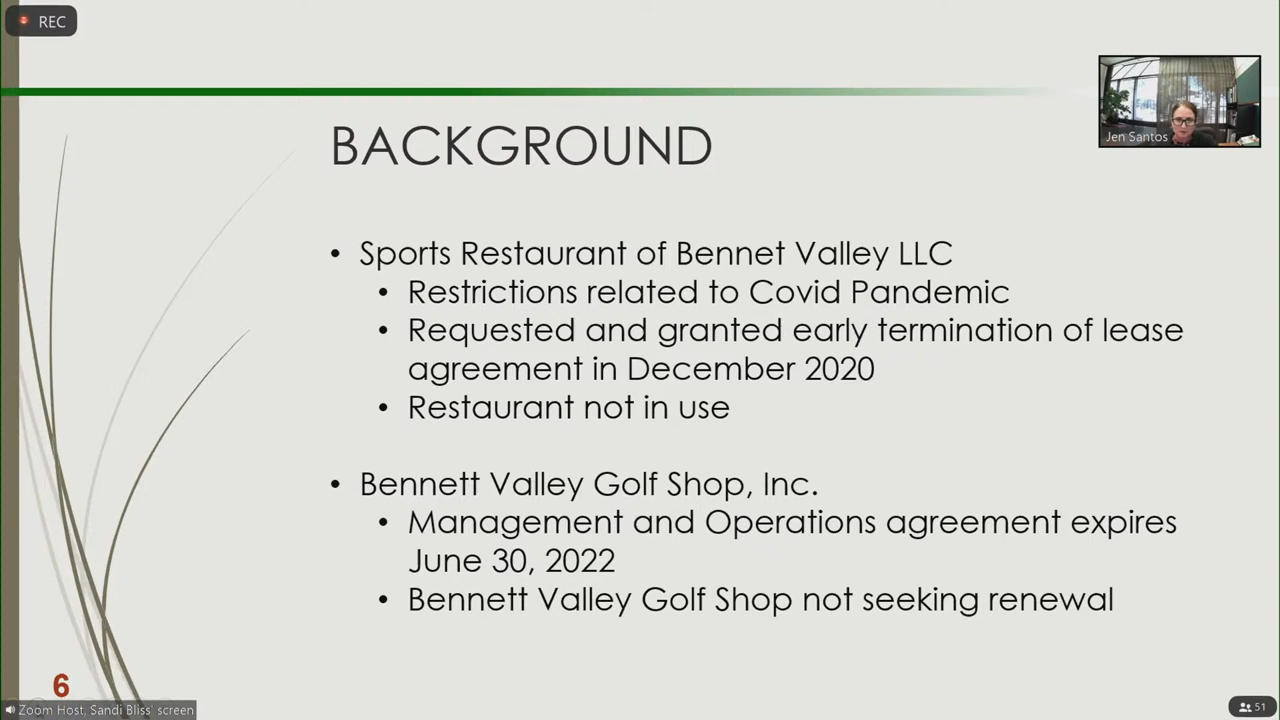 REC
Jen Santos
BACKGROUND
• Sports Restaurant of Bennet Valley LLC
• Restrictions related to Covid Pandemic
• Requested and granted early termination of lease
agreement in December 2020
• Restaurant not in use
• Bennett Valley Golf Shop, Inc.
• Management and Operations agreement expires
June 30, 2022
• Bennett Valley Golf Shop not seeking renewal
6
Zoom Host, Sandi Bliss' screen
51